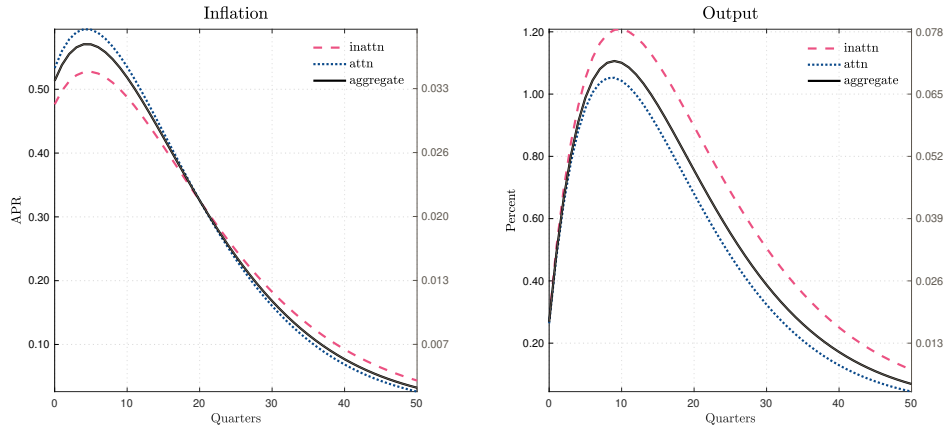 Inflation
inattn
attn
aggregate
0.50
0.40
0.30
0.20
0.10
0.033
0.026
0.020
0.013
0.007
APR
0
10
20
30
40
50
Quarters
Output
inattn
attn
aggregate
1.20
1.00
0.80
0.60
0.40
0.20
0.078
0.065
0.052
0.039
0.026
0.013
Percent
0
10
20
30
40
50
Quarters